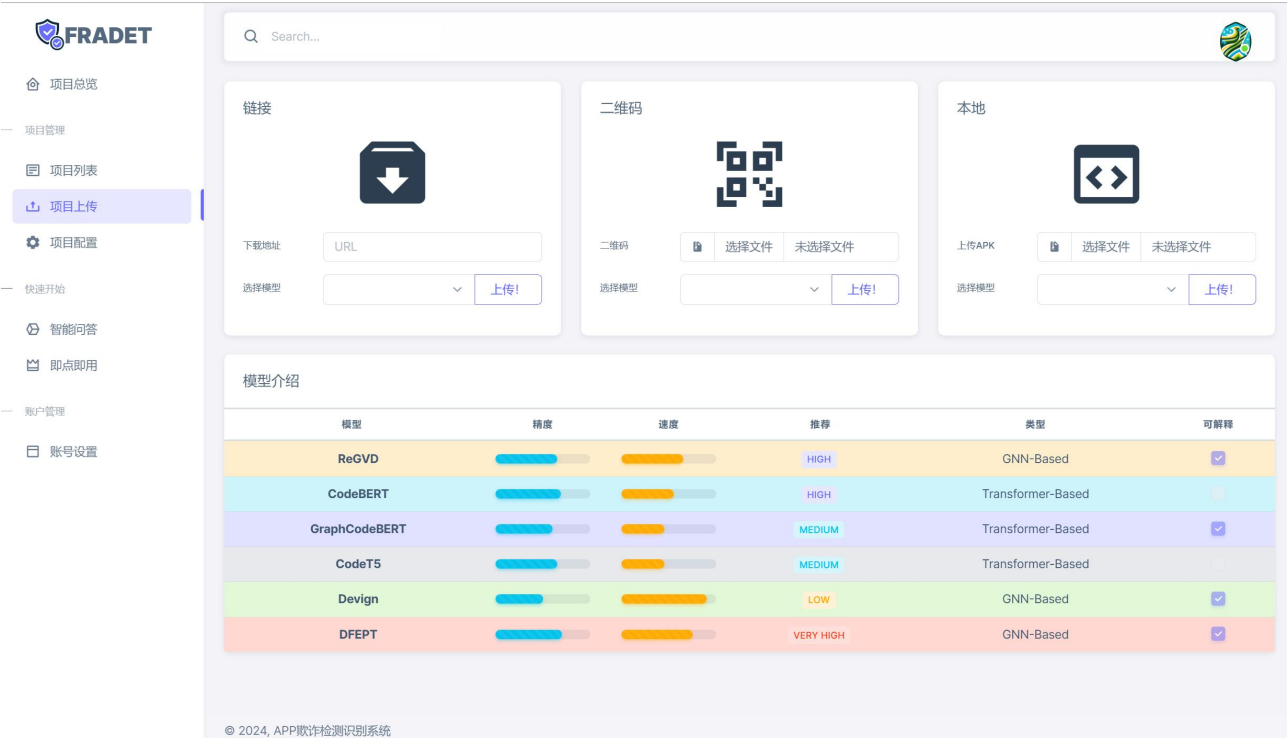 FRADET
项目总览
项目管理
项目列表
项目上传
项目配置
快速开始
智能问答
即点即用
账户管理
账号设置
Search...
链接
下载地址 URL
选择模型 上传!
二维码
二维码 选择文件 未选择文件
选择模型 上传!
本地
上传APK 选择文件 未选择文件
选择模型 上传!
模型介绍
模型 精度 速度 推荐 类型 可解释
ReGVD HIGH GNN-Based
CodeBERT HIGH Transformer-Based
GraphCodeBERT MEDIUM Transformer-Based
CodeT5 MEDIUM Transformer-Based
Devign LOW GNN-Based
DFEPT VERY HIGH GNN-Based
© 2024, APP欺诈检测识别系统